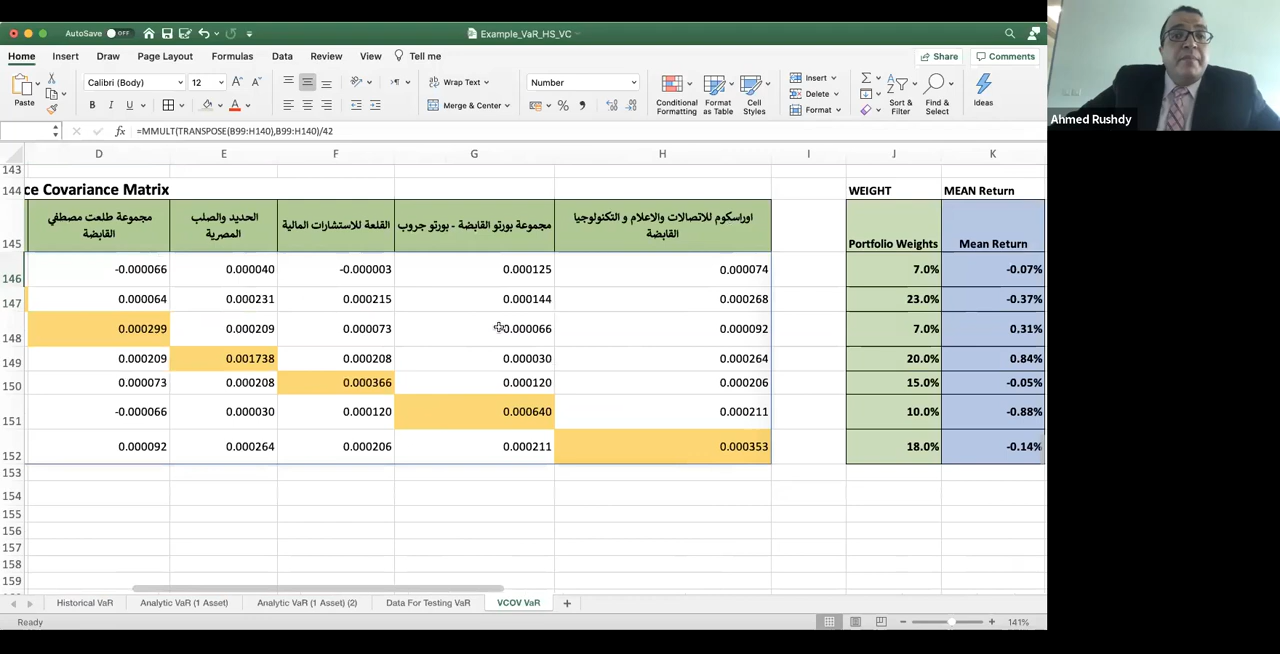 AutoSave OFF
Example_VaR_HS_VC
Home Insert Draw Page Layout Formulas Data Review View Tell me
Share Comments
Paste
Calibri (Body) 12
B I U
Wrap Text
Merge & Center
Number
Conditional Formatting
Format as Table
Cell Styles
Insert
Delete
Format
Sort & Filter
Find & Select
Ideas
Ahmed Rushdy
fx =MMULT(TRANSPOSE(B99:H140),B99:H140)/42
D E F G H I J K
143
144 ce Covariance Matrix WEIGHT MEAN Return
مجموعة طلعت مصطفي القابضة
الحديد والصلب المصرية
القلعة للاستشارات المالية
مجموعة بورتو القابضة - بورتو جروب
اوراسكوم للاتصالات والاعلام و التكنولوجيا القابضة
145 Portfolio Weights Mean Return
146 -0.000066 0.000040 -0.000003 0.000125 0.000074 7.0% -0.07%
147 0.000064 0.000231 0.000215 0.000144 0.000268 23.0% -0.37%
148 0.000299 0.000209 0.000073 0.000066 0.000092 7.0% 0.31%
149 0.000209 0.001738 0.000208 0.000030 0.000264 20.0% 0.84%
150 0.000073 0.000208 0.000366 0.000120 0.000206 15.0% -0.05%
151 -0.000066 0.000030 0.000120 0.000640 0.000211 10.0% -0.88%
152 0.000092 0.000264 0.000206 0.000211 0.000353 18.0% -0.14%
153
154
155
156
157
158
159
Historical VaR Analytic VaR (1 Asset) Analytic VaR (1 Asset) (2) Data For Testing VaR VCOV VaR
Ready
141%